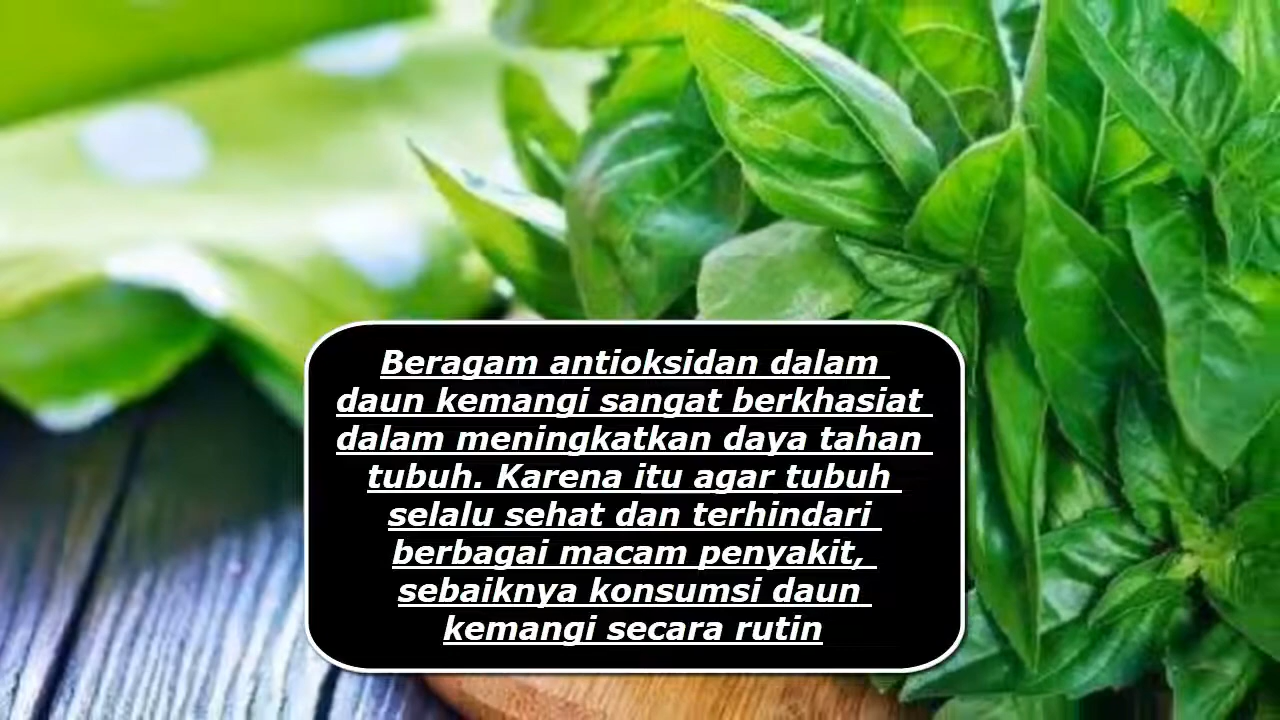 Beragam antioksidan dalam
daun kemangi sangat berkhasiat
dalam meningkatkan daya tahan
tubuh. Karena itu agar tubuh
selalu sehat dan terhindari
berbagai macam penyakit,
sebaiknya konsumsi daun
kemangi secara rutin